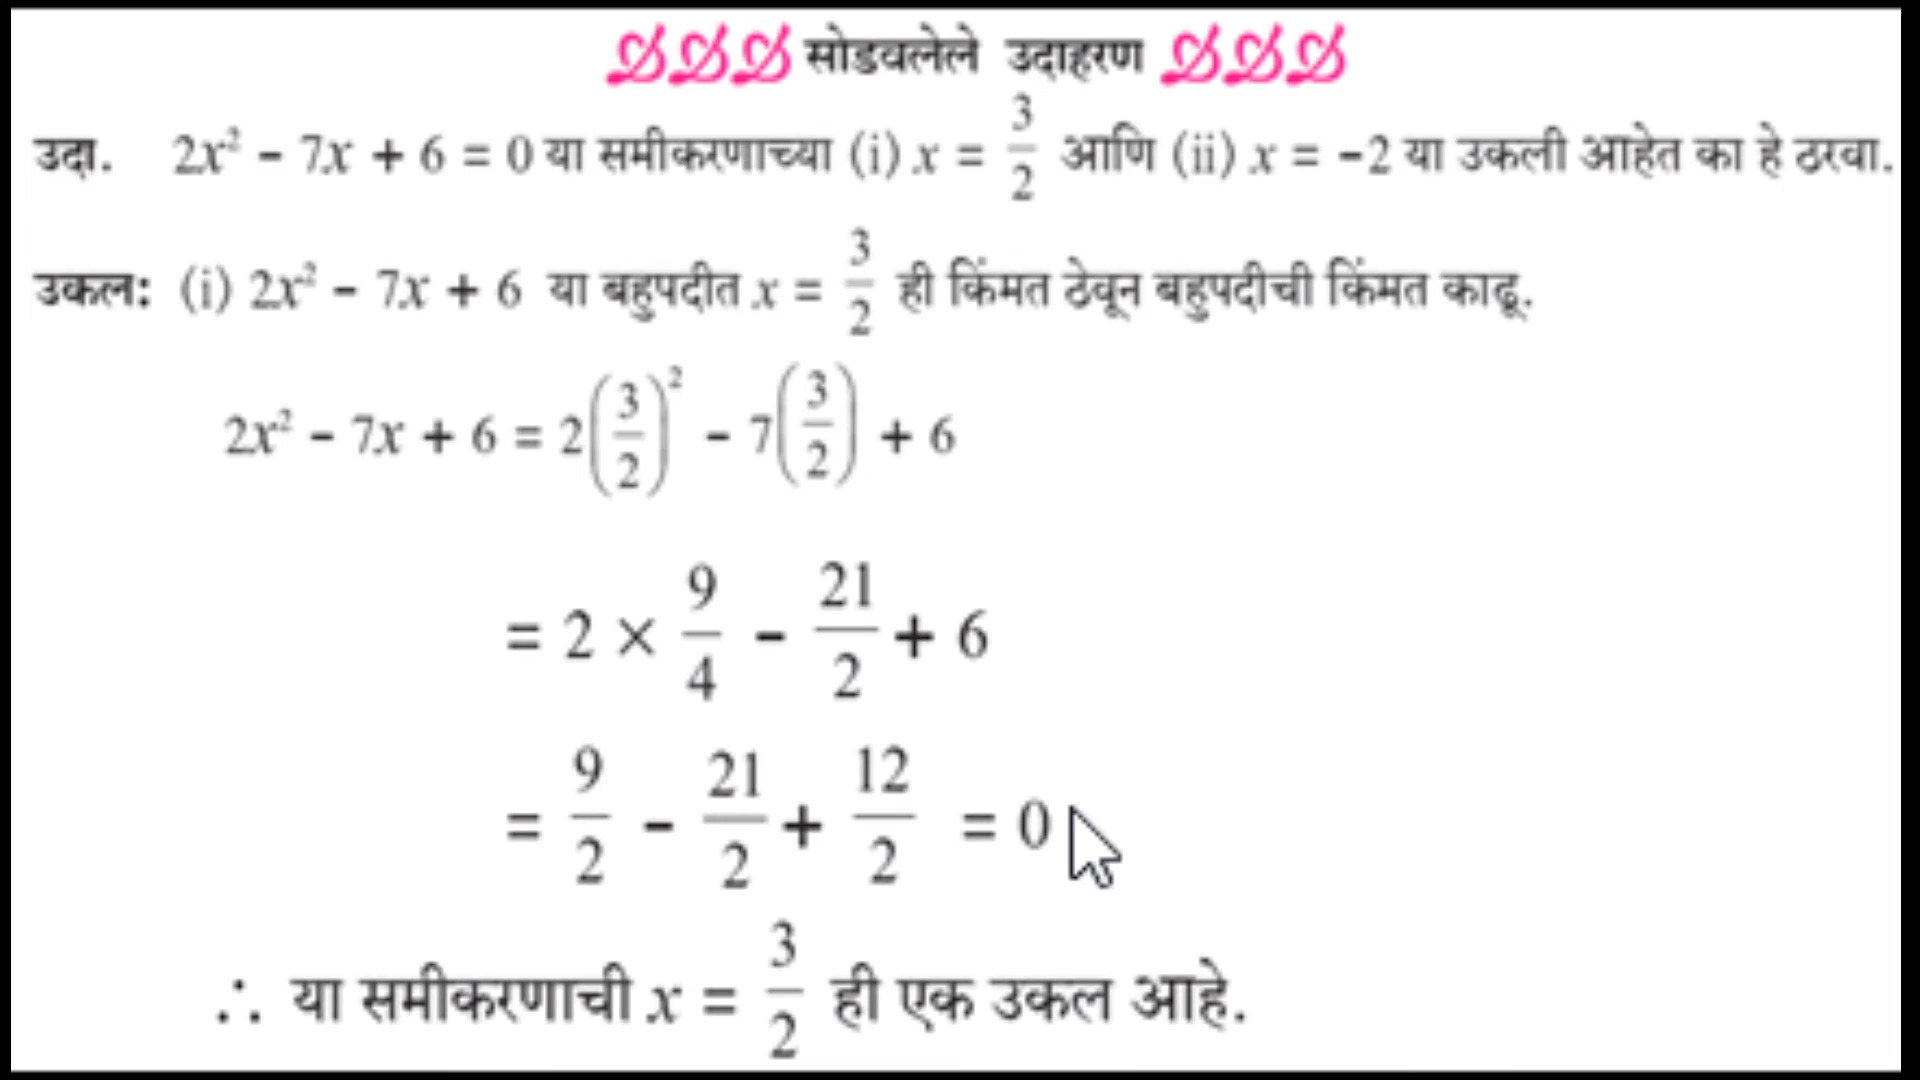 सोडवलेले उदाहरण
उदा. 2x² - 7x + 6 = 0 या समीकरणाच्या (i) x = 3/2 आणि (ii) x = -2 या उकली आहेत का हे ठरवा.
उकल: (i) 2x² - 7x + 6 या बहुपदीत x = 3/2 ही किंमत ठेवून बहुपदीची किंमत काढू.
2x² - 7x + 6 = 2(3/2)² - 7(3/2) + 6
= 2 × 9/4 - 21/2 + 6
= 9/2 - 21/2 + 12/2 = 0
∴ या समीकरणाची x = 3/2 ही एक उकल आहे.